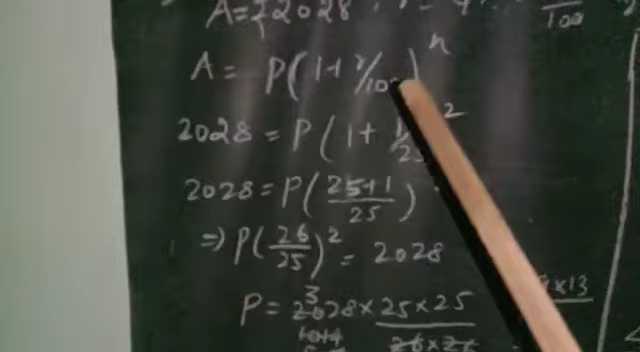 A=₹2028
100
A = P(1+r/100)^n
2028 = P(1+1/25)^2
2028 = P(25+1/25)
⇒ P(26/25)^2 = 2028
× 13
P = 2028 × 25 × 25 / 26 × 26
3
1014